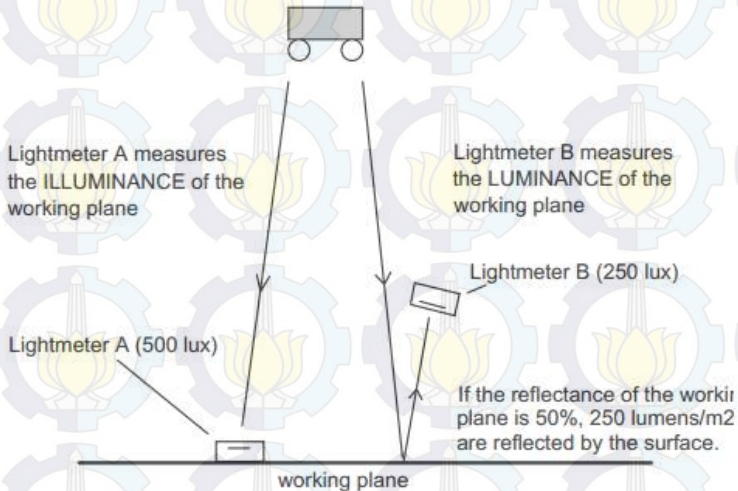 Lightmeter A measures
the ILLUMINANCE of the
working plane
Lightmeter B measures
the LUMINANCE of the
working plane
Lightmeter B (250 lux)
Lightmeter A (500 lux)
If the reflectance of the
plane is 50%, 250 lumens/m2
are reflected by the surface.
working plane